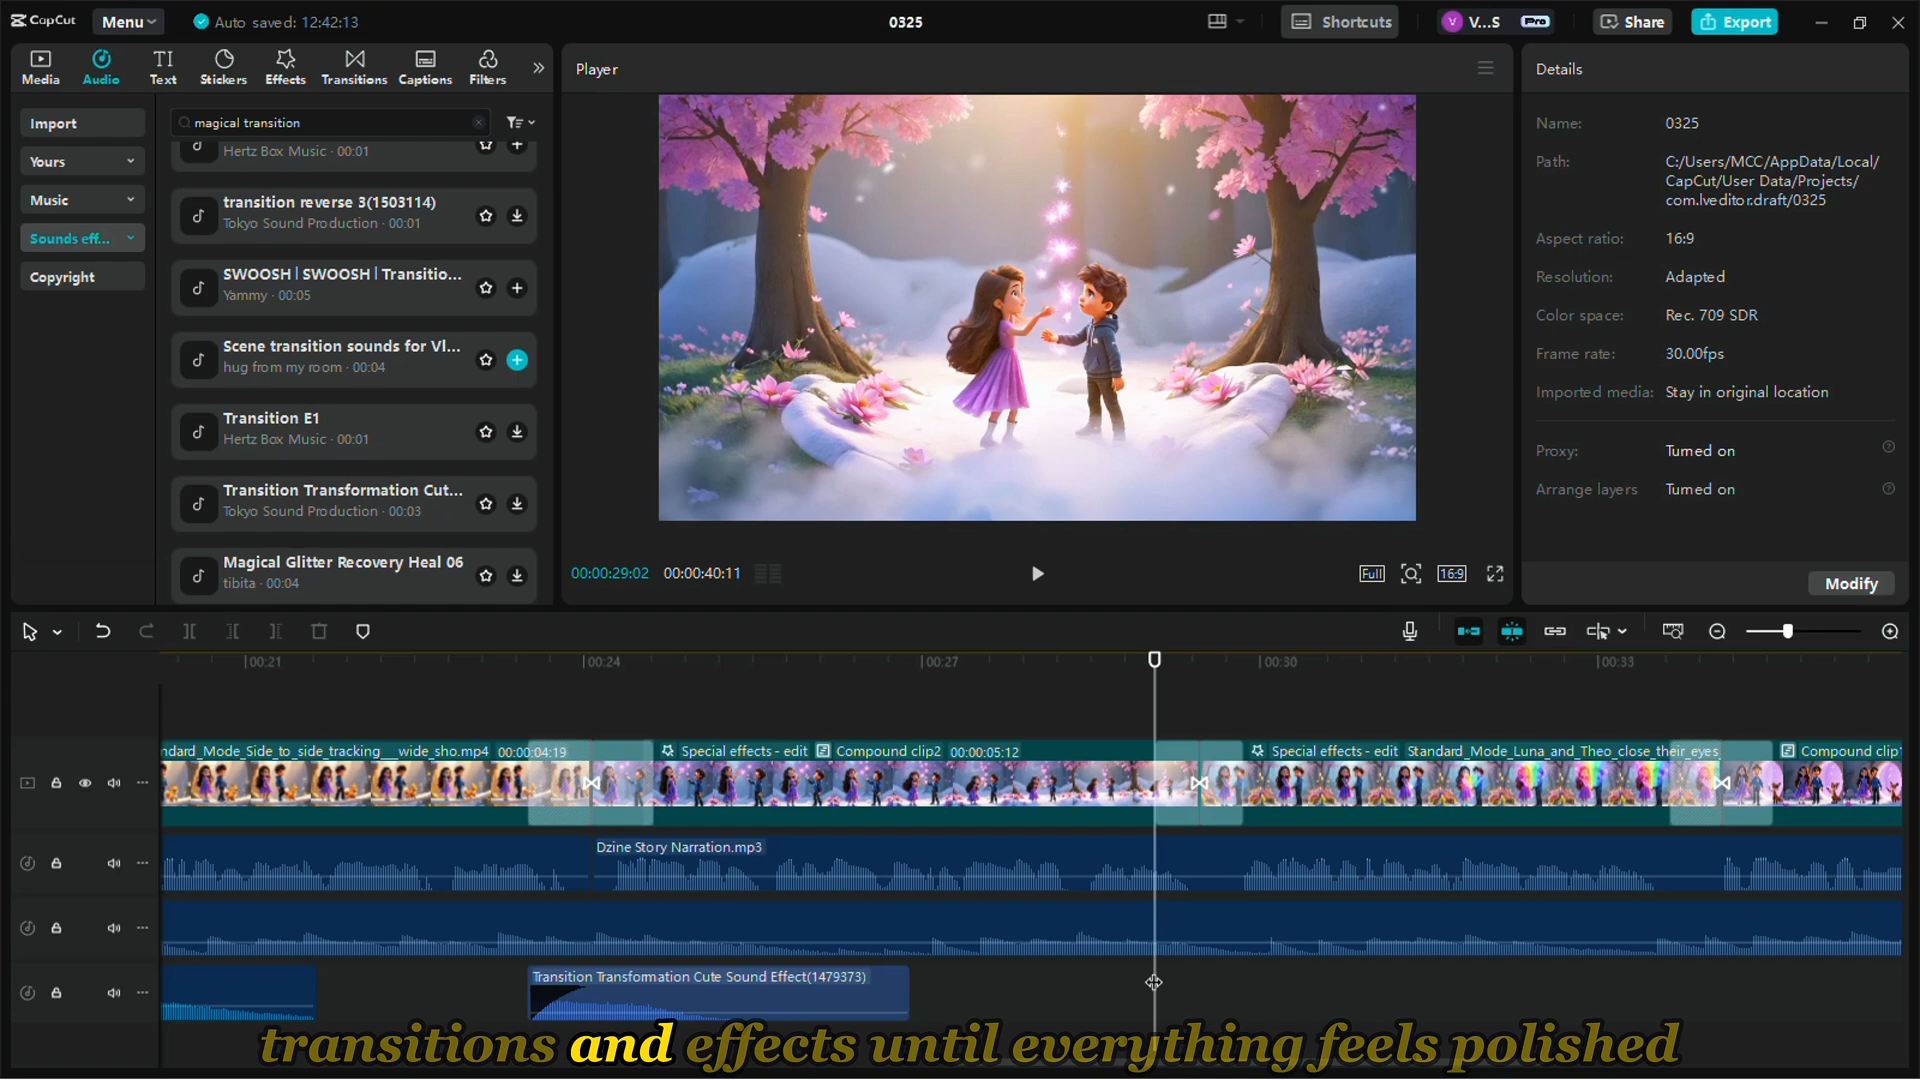 CapCut
Menu
Auto saved: 12:42:13
0325
Shortcuts
V V...S Pro
Share
Export
Media
Audio
Text
Stickers
Effects
Transitions
Captions
Filters
Import
Yours
Music
Sounds eff...
Copyright
magical transition
Hertz Box Music · 00:01
transition reverse 3(1503114)
Tokyo Sound Production · 00:01
SWOOSH | SWOOSH | Transitio...
Yammy · 00:05
Scene transition sounds for Vl...
hug from my room · 00:04
Transition E1
Hertz Box Music · 00:01
Transition Transformation Cut...
Tokyo Sound Production · 00:03
Magical Glitter Recovery Heal 06
tibita · 00:04
Player
00:00:29:02 00:00:40:11
Full
16:9
Details
Name: 0325
Path: C:/Users/MCC/AppData/Local/
CapCut/User Data/Projects/
com.lveditor.draft/0325
Aspect ratio: 16:9
Resolution: Adapted
Color space: Rec. 709 SDR
Frame rate: 30.00fps
Imported media: Stay in original location
Proxy: Turned on
Arrange layers Turned on
Modify
00:21 00:24 00:27 00:30 00:33
ndard_Mode_Side_to_side_tracking__wide_sho.mp4 00:00:04:19
Special effects - edit Compound clip2 00:00:05:12
Special effects - edit Standard_Mode_Luna_and_Theo_close_their_eyes
Compound clip1
Dzine Story Narration.mp3
Transition Transformation Cute Sound Effect(1479373)
transitions and effects until everything feels polished